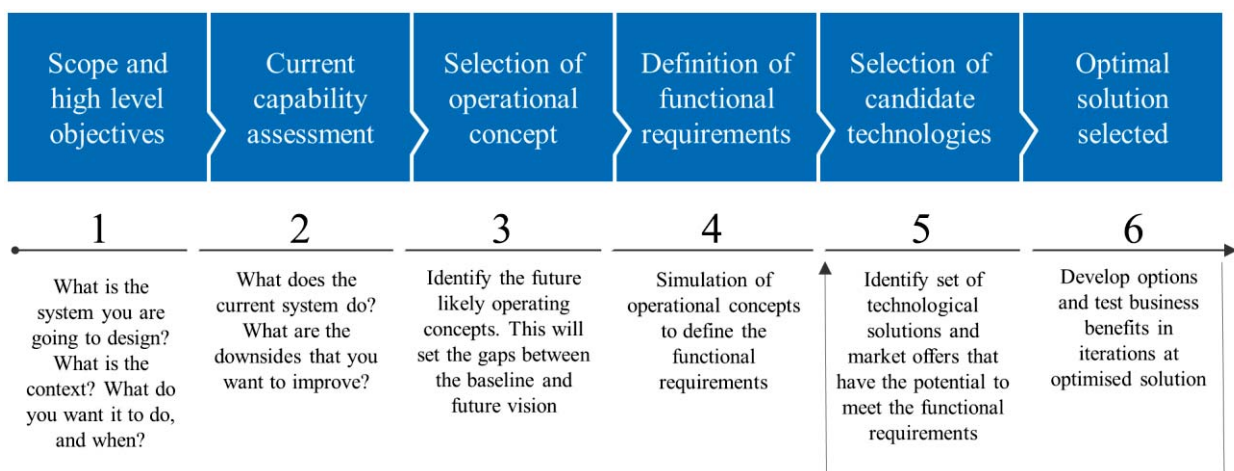 Scope and
high level
objectives
Current
capability
assessment
Selection of
operational
concept
Definition of
functional
requirements
Selection of
candidate
technologies
Optimal
solution
selected
1
2
3
4
5
6
What is the
system you are
going to design?
What is the
context? What do
you want it to do,
and when?
What does the
current system do?
What are the
downsides that you
want to improve?
Identify the future
likely operating
concepts. This will
set the gaps between
the baseline and
future vision
Simulation of
operational concepts
to define the
functional
requirements
Identify set of
technological
solutions and
market offers that
have the potential to
meet the functional
requirements
Develop options
and test business
benefits in
iterations at
optimised solution